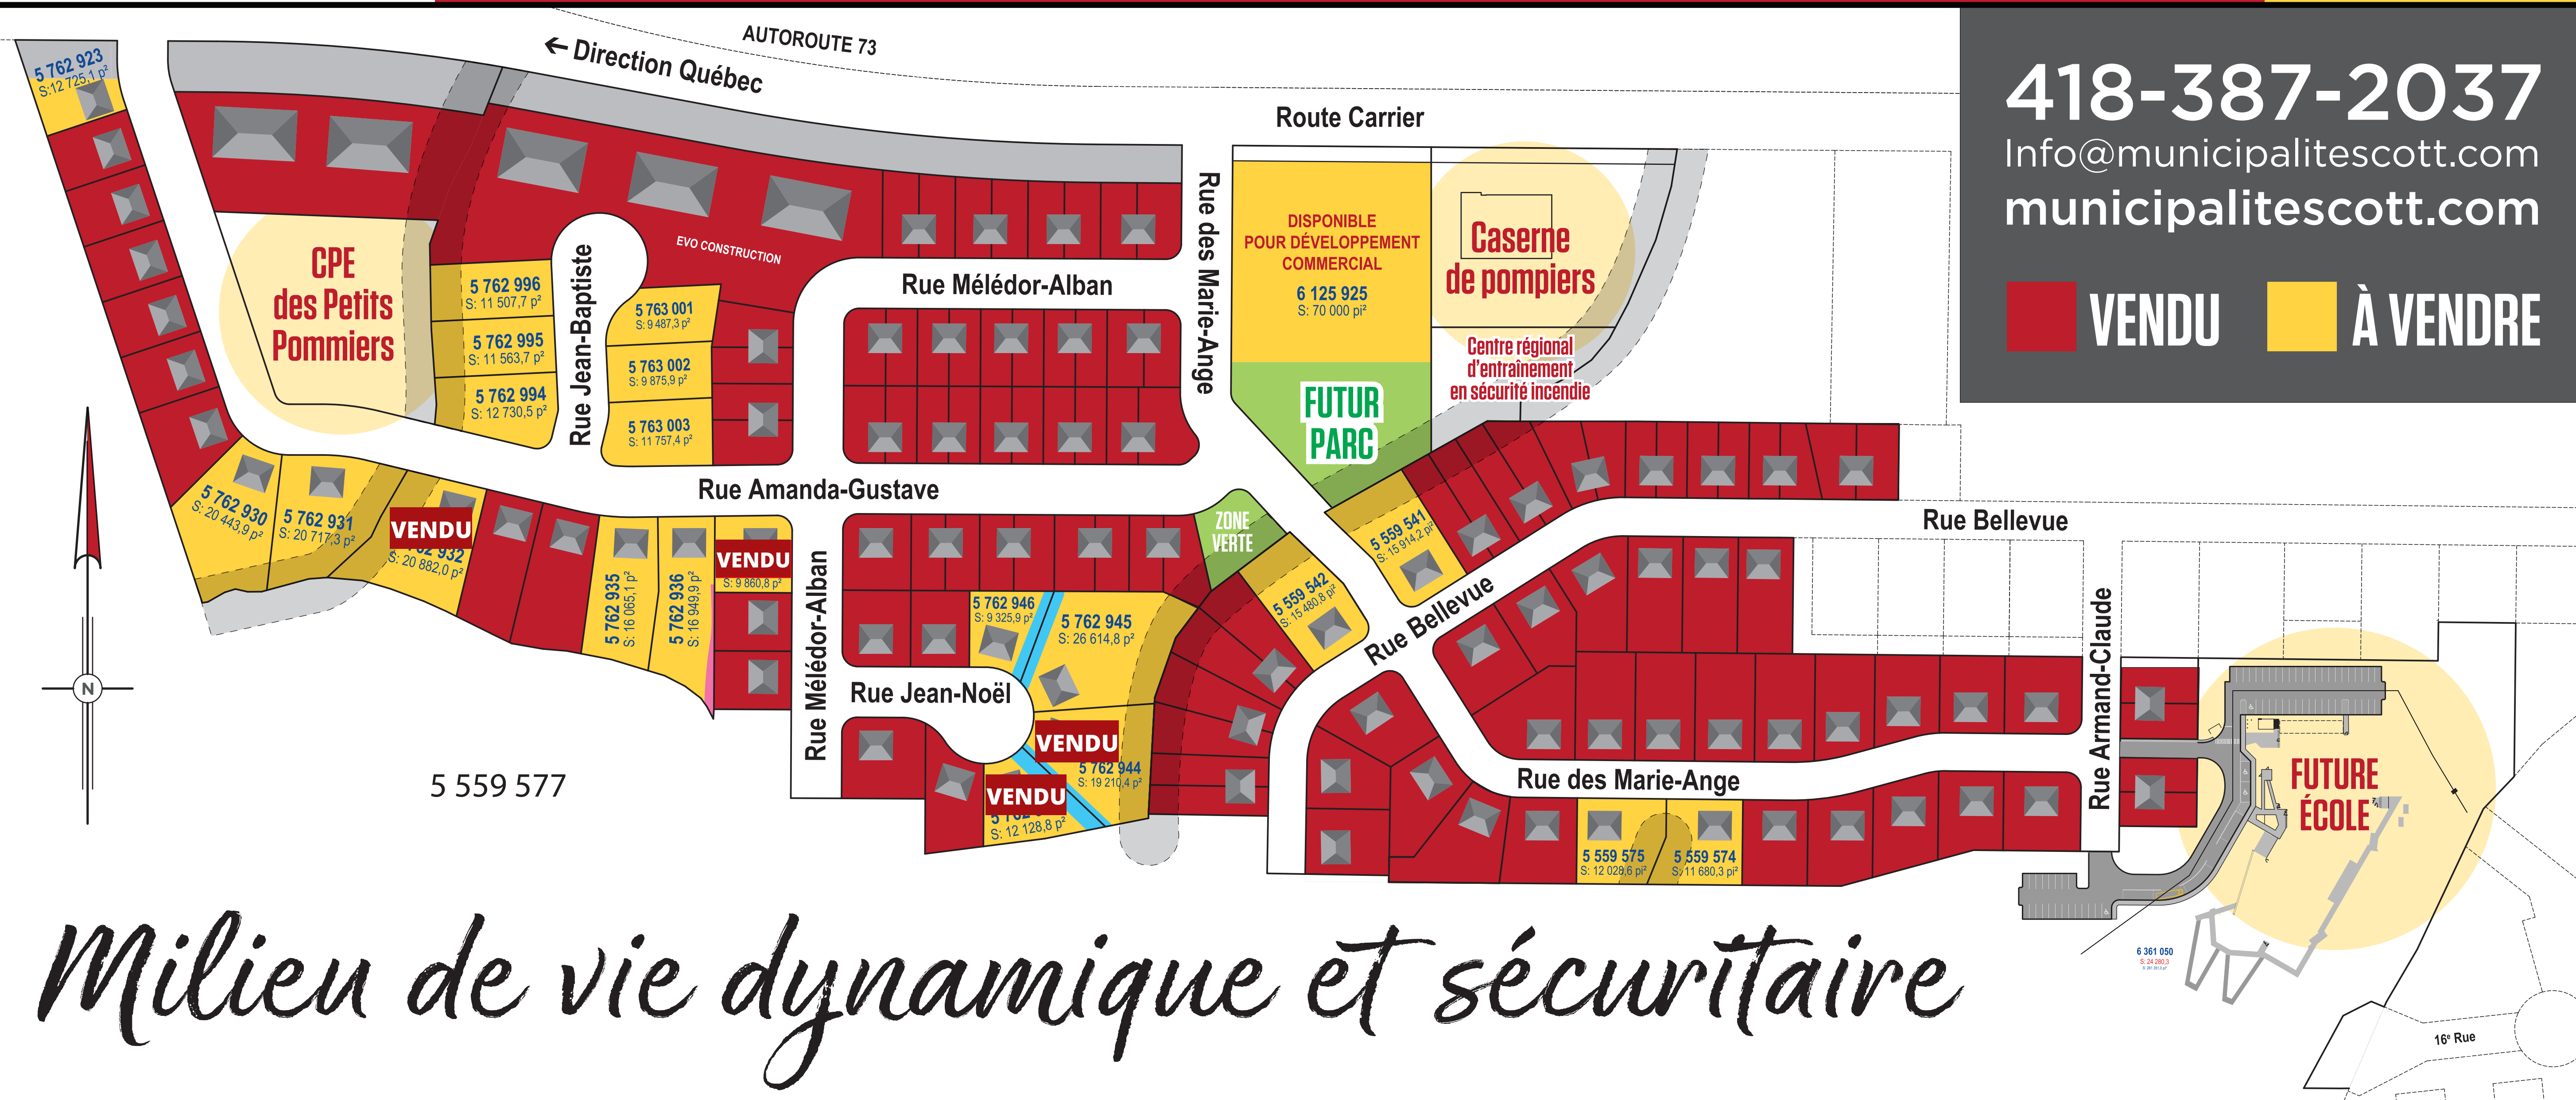 AUTOROUTE 73
← Direction Québec
Route Carrier
418-387-2037
Info@municipalitescott.com
municipalitescott.com
VENDU
À VENDRE
5 762 923
S:12 725,1 p²
CPE
des Petits
Pommiers
EVO CONSTRUCTION
5 762 996
S: 11 507,7 p²
5 762 995
S: 11 563,7 p²
5 762 994
S: 12 730,5 p²
Rue Jean-Baptiste
5 763 001
S: 9 487,3 p²
5 763 002
S: 9 875,9 p²
5 763 003
S: 11 757,4 p²
Rue Mélédor-Alban
Rue des Marie-Ange
DISPONIBLE
POUR DÉVELOPPEMENT
COMMERCIAL
6 125 925
S: 70 000 pi²
Caserne
de pompiers
Centre régional
d'entraînement
en sécurité incendie
FUTUR
PARC
Rue Amanda-Gustave
5 762 930
S: 20 443,9 p²
5 762 931
S: 20 717,3 p²
VENDU
S: 20 882,0 p²
5 762 935
S: 16 065,1 p²
5 762 936
S: 16 949,9 p²
VENDU
S: 9 860,8 p²
Rue Mélédor-Alban
ZONE
VERTE
5 559 541
S: 15 914,2 pi²
5 559 542
S: 15 480,8 pi²
Rue Bellevue
Rue Bellevue
5 762 946
S: 9 325,9 p²
5 762 945
S: 26 614,8 p²
Rue Jean-Noël
VENDU
5 762 944
S: 19 210,4 p²
VENDU
S: 12 128,8 p²
5 559 577
Rue des Marie-Ange
5 559 575
S: 12 028,6 pi²
5 559 574
S: 11 680,3 pi²
Rue Armand-Claude
FUTURE
ÉCOLE
6 361 050
S: 24 280,3
16e Rue
N
Milieu de vie dynamique et sécuritaire